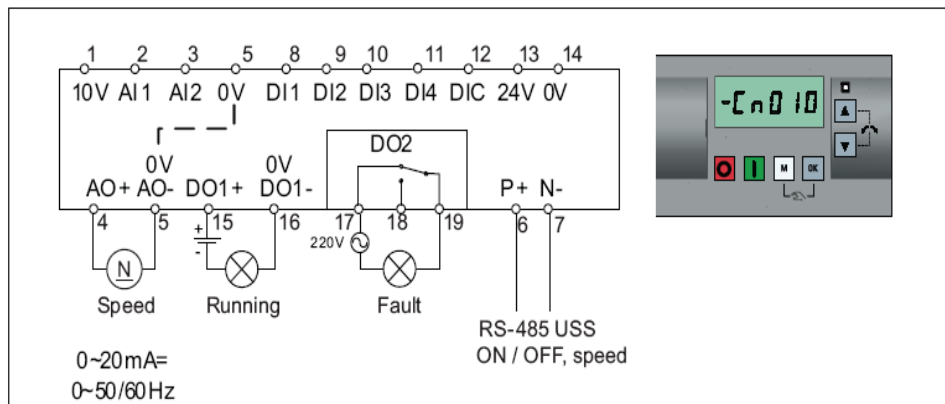 1 2 3 5 8 9 10 11 12 13 14
10V AI1 AI2 0V DI1 DI2 DI3 DI4 DIC 24V 0V
0V 0V DO2
AO+ AO- DO1+ DO1- P+ N-
4 5 15 16 17 18 19 6 7
+
-
220V
N
Speed Running Fault
RS-485 USS
ON / OFF, speed
0~20mA=
0~50/60Hz
-Cn010
M OK